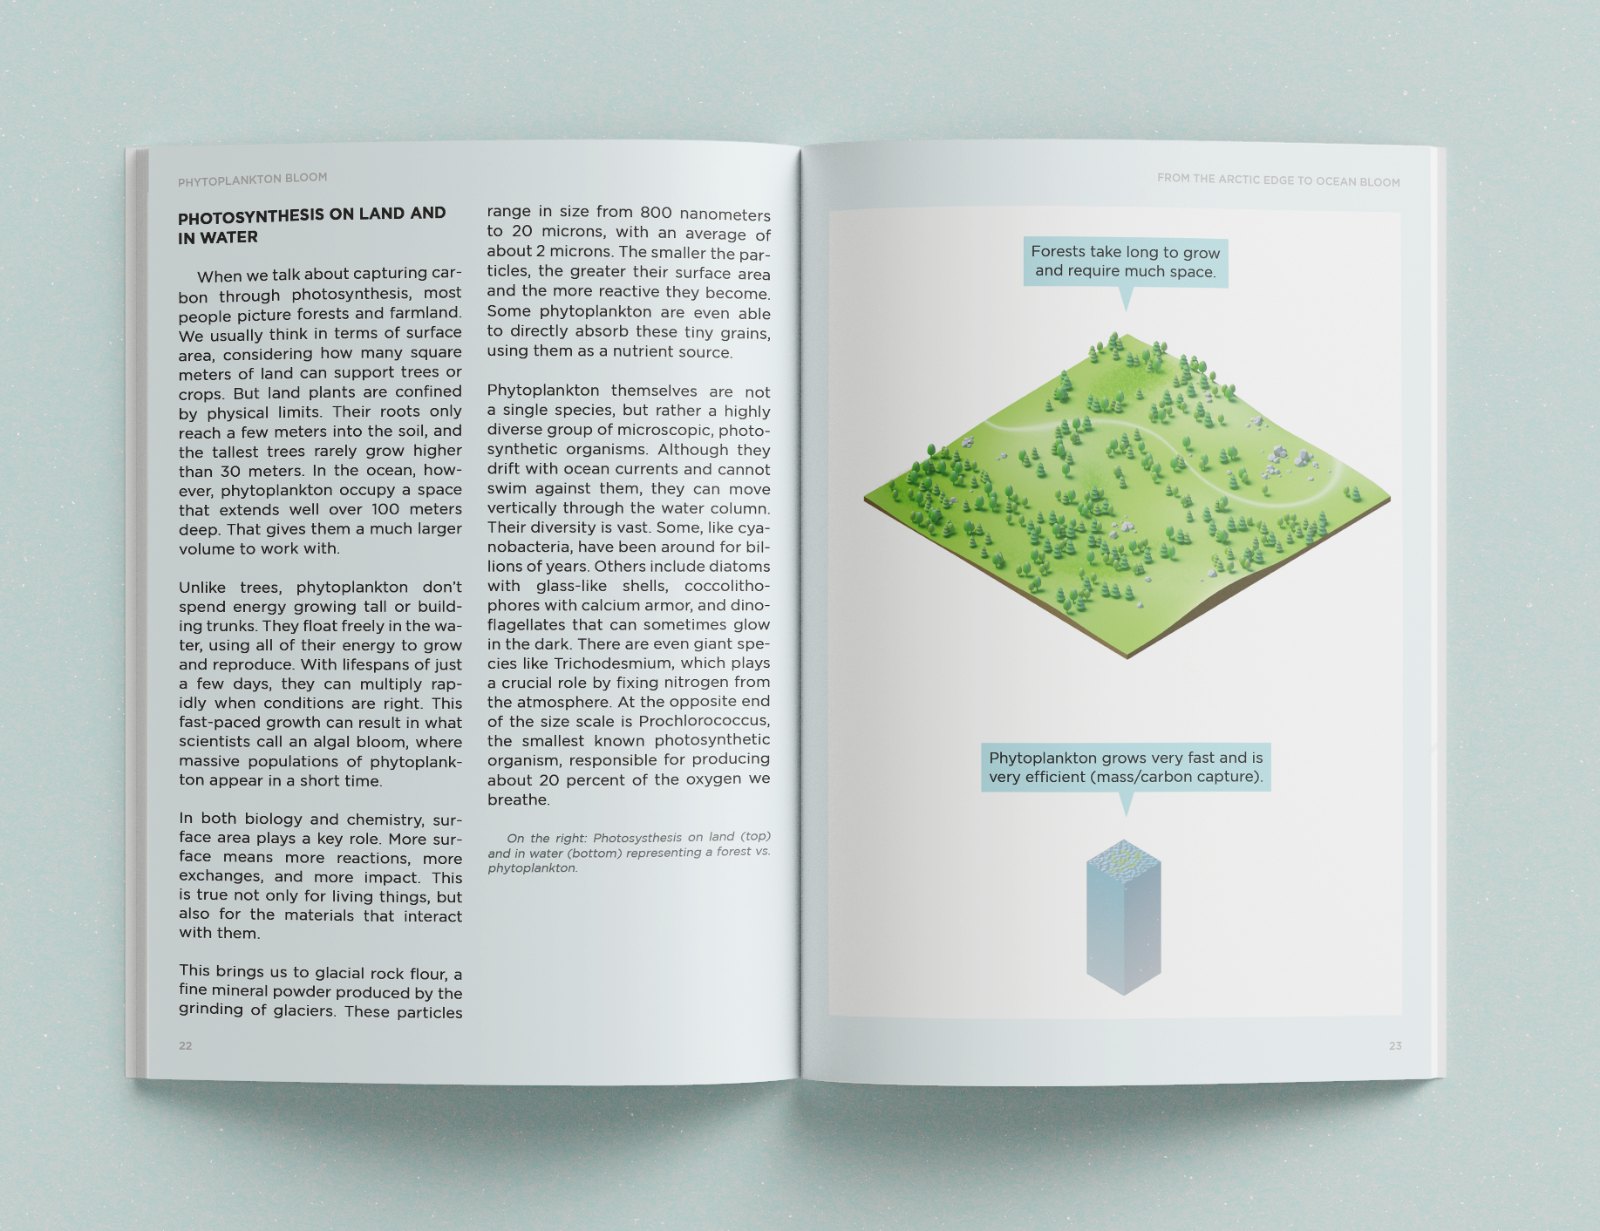 PHYTOPLANKTON BLOOM
PHOTOSYNTHESIS ON LAND AND
IN WATER
When we talk about capturing car-
bon through photosynthesis, most
people picture forests and farmland.
We usually think in terms of surface
area, considering how many square
meters of land can support trees or
crops. But land plants are confined
by physical limits. Their roots only
reach a few meters into the soil, and
the tallest trees rarely grow higher
than 30 meters. In the ocean, how-
ever, phytoplankton occupy a space
that extends well over 100 meters
deep. That gives them a much larger
volume to work with.
Unlike trees, phytoplankton don't
spend energy growing tall or build-
ing trunks. They float freely in the wa-
ter, using all of their energy to grow
and reproduce. With lifespans of just
a few days, they can multiply rap-
idly when conditions are right. This
fast-paced growth can result in what
scientists call an algal bloom, where
massive populations of phytoplank-
ton appear in a short time.
In both biology and chemistry, sur-
face area plays a key role. More sur-
face means more reactions, more
exchanges, and more impact. This
is true not only for living things, but
also for the materials that interact
with them.
This brings us to glacial rock flour, a
fine mineral powder produced by the
grinding of glaciers. These particles
22
range in size from 800 nanometers
to 20 microns, with an average of
about 2 microns. The smaller the par-
ticles, the greater their surface area
and the more reactive they become.
Some phytoplankton are even able
to directly absorb these tiny grains,
using them as a nutrient source.
Phytoplankton themselves are not
a single species, but rather a highly
diverse group of microscopic, photo-
synthetic organisms. Although they
drift with ocean currents and cannot
swim against them, they can move
vertically through the water column.
Their diversity is vast. Some, like cya-
nobacteria, have been around for bil-
lions of years. Others include diatoms
with glass-like shells, coccolitho-
phores with calcium armor, and dino-
flagellates that can sometimes glow
in the dark. There are even giant spe-
cies like Trichodesmium, which plays
a crucial role by fixing nitrogen from
the atmosphere. At the opposite end
of the size scale is Prochlorococcus,
the smallest known photosynthetic
organism, responsible for producing
about 20 percent of the oxygen we
breathe.
On the right: Photosysthesis on land (top)
and in water (bottom) representing a forest vs.
phytoplankton.
FROM THE ARCTIC EDGE TO OCEAN BLOOM
Forests take long to grow
and require much space.
Phytoplankton grows very fast and is
very efficient (mass/carbon capture).
23